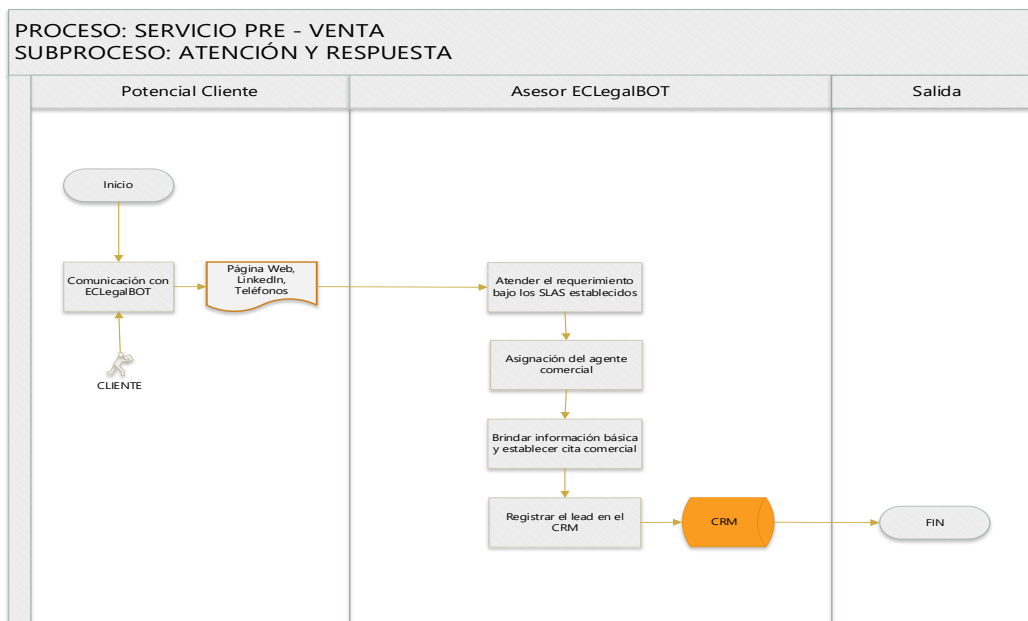 PROCESO: SERVICIO PRE - VENTA
SUBPROCESO: ATENCIÓN Y RESPUESTA
Potencial Cliente
Asesor ECLegalBOT
Salida
Inicio
Comunicación con
ECLegalBOT
Página Web,
LinkedIn,
Teléfonos
CLIENTE
Atender el requerimiento
bajo los SLAS establecidos
Asignación del agente
comercial
Brindar información básica
y establecer cita comercial
Registrar el lead en el
CRM
CRM
FIN